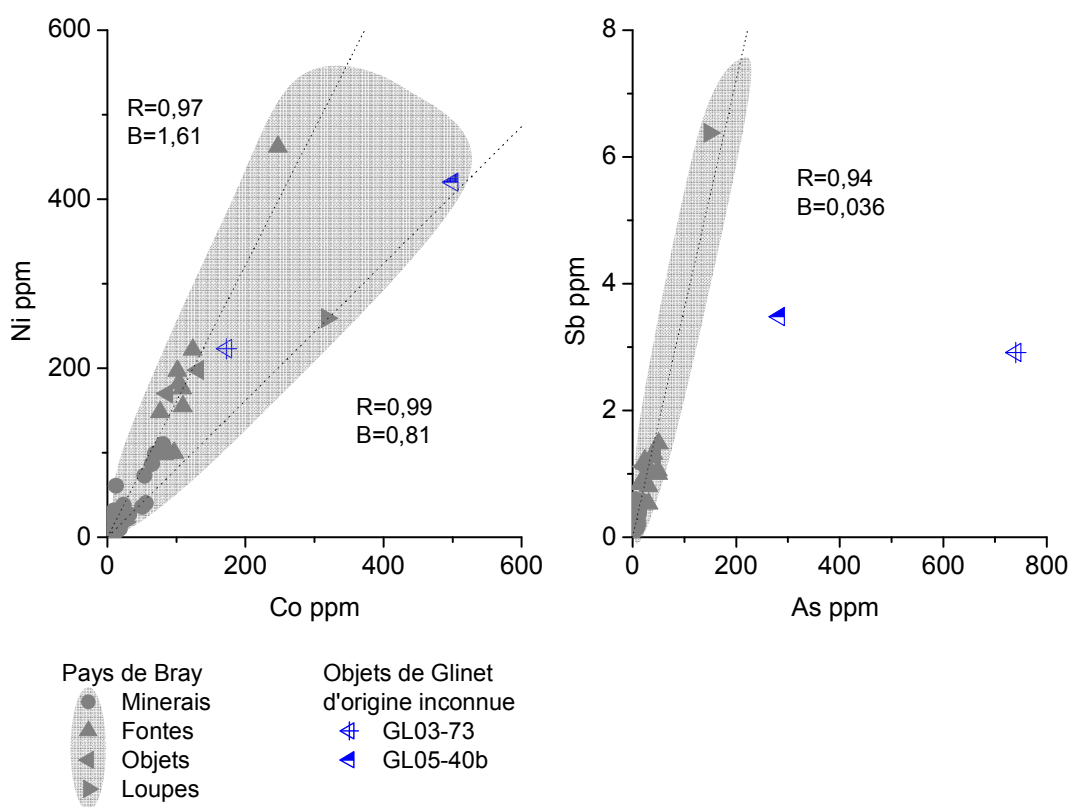 600
400
200
0
Ni ppm
R=0,97
B=1,61
R=0,99
B=0,81
0
200
400
600
Co ppm
8
6
4
2
0
Sb ppm
R=0,94
B=0,036
0
200
400
600
800
As ppm
Pays de Bray
Minerais
Fontes
Objets
Loupes
Objets de Glinet
d'origine inconnue
GL03-73
GL05-40b